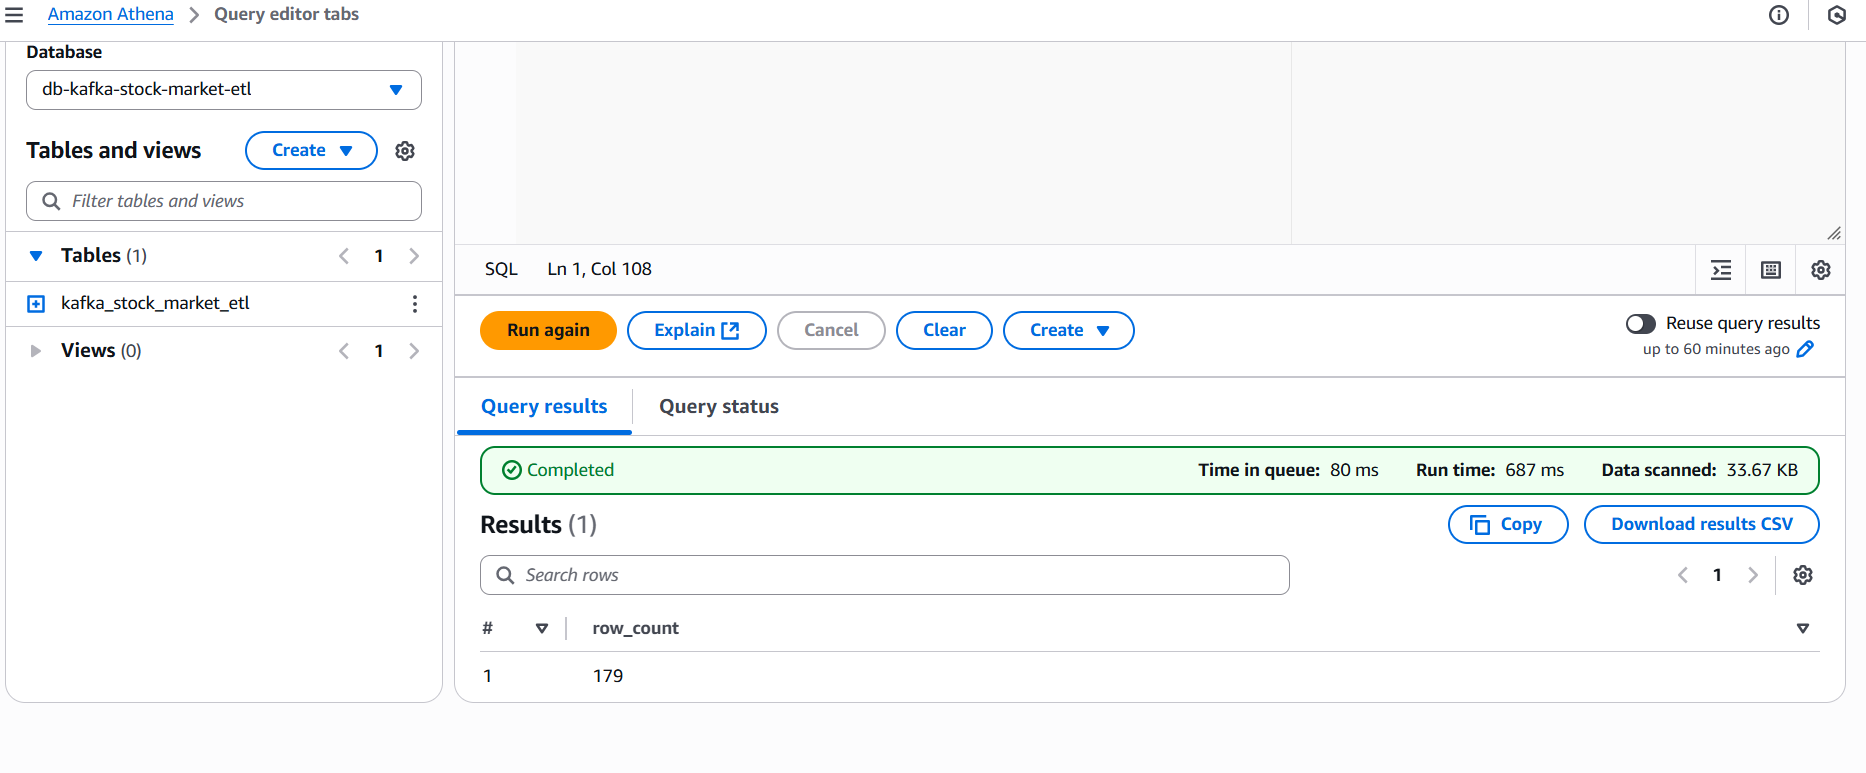 Amazon Athena > Query editor tabs
Database
db-kafka-stock-market-etl
Tables and views
Create
Filter tables and views
Tables (1)
1
kafka_stock_market_etl
Views (0)
1
SQL Ln 1, Col 108
Run again
Explain
Cancel
Clear
Create
Reuse query results
up to 60 minutes ago
Query results
Query status
Completed
Time in queue: 80 ms
Run time: 687 ms
Data scanned: 33.67 KB
Results (1)
Copy
Download results CSV
Search rows
1
# row_count
1 179